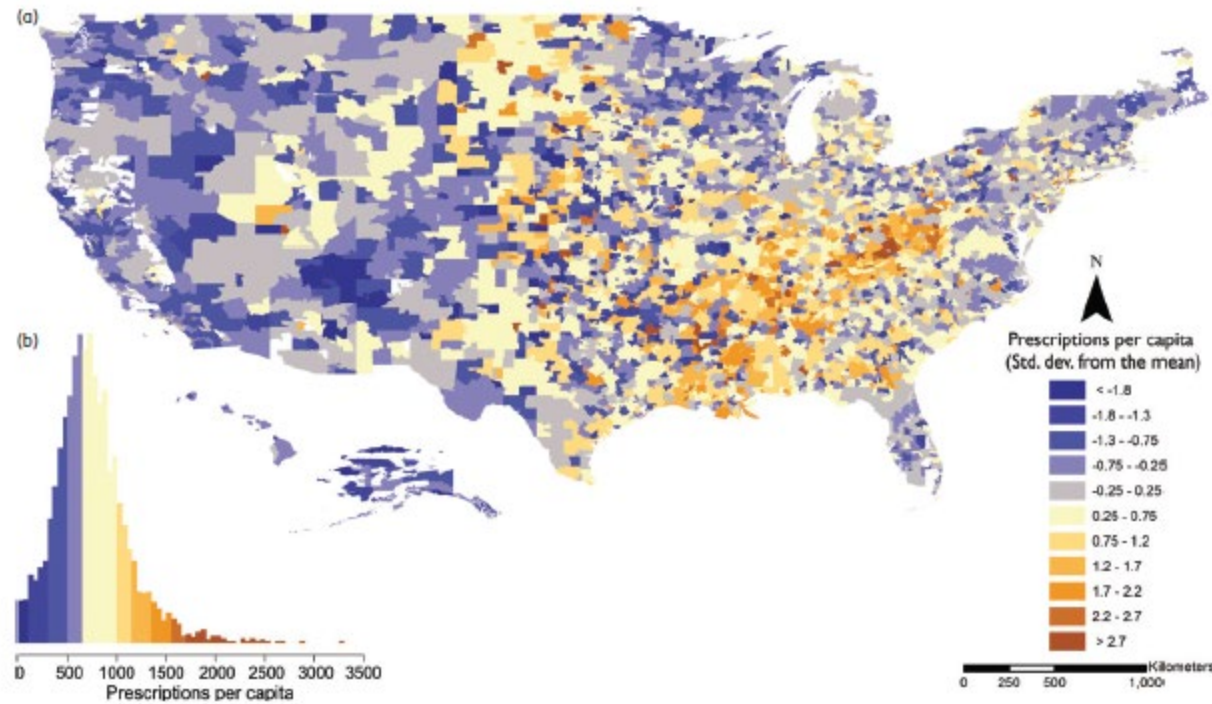 (a)
N
Prescriptions per capita
(Std. dev. from the mean)
< -1.8
-1.8 - -1.3
-1.3 - -0.75
-0.75 - -0.25
-0.25 - 0.25
0.25 - 0.75
0.75 - 1.2
1.2 - 1.7
1.7 - 2.2
2.2 - 2.7
> 2.7
Kilometers
0 250 500 1,000
(b)
0 500 1000 1500 2000 2500 3000 3500
Prescriptions per capita